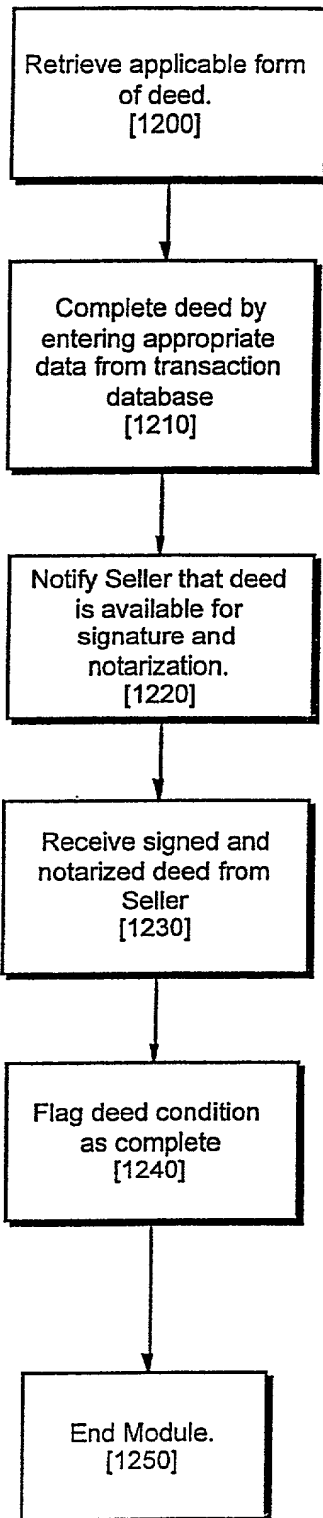 Retrieve applicable form
of deed.
[1200]
Complete deed by
entering appropriate
data from transaction
database
[1210]
Notify Seller that deed
is available for
signature and
notarization.
[1220]
Receive signed and
notarized deed from
Seller
[1230]
Flag deed condition
as complete
[1240]
End Module.
[1250]